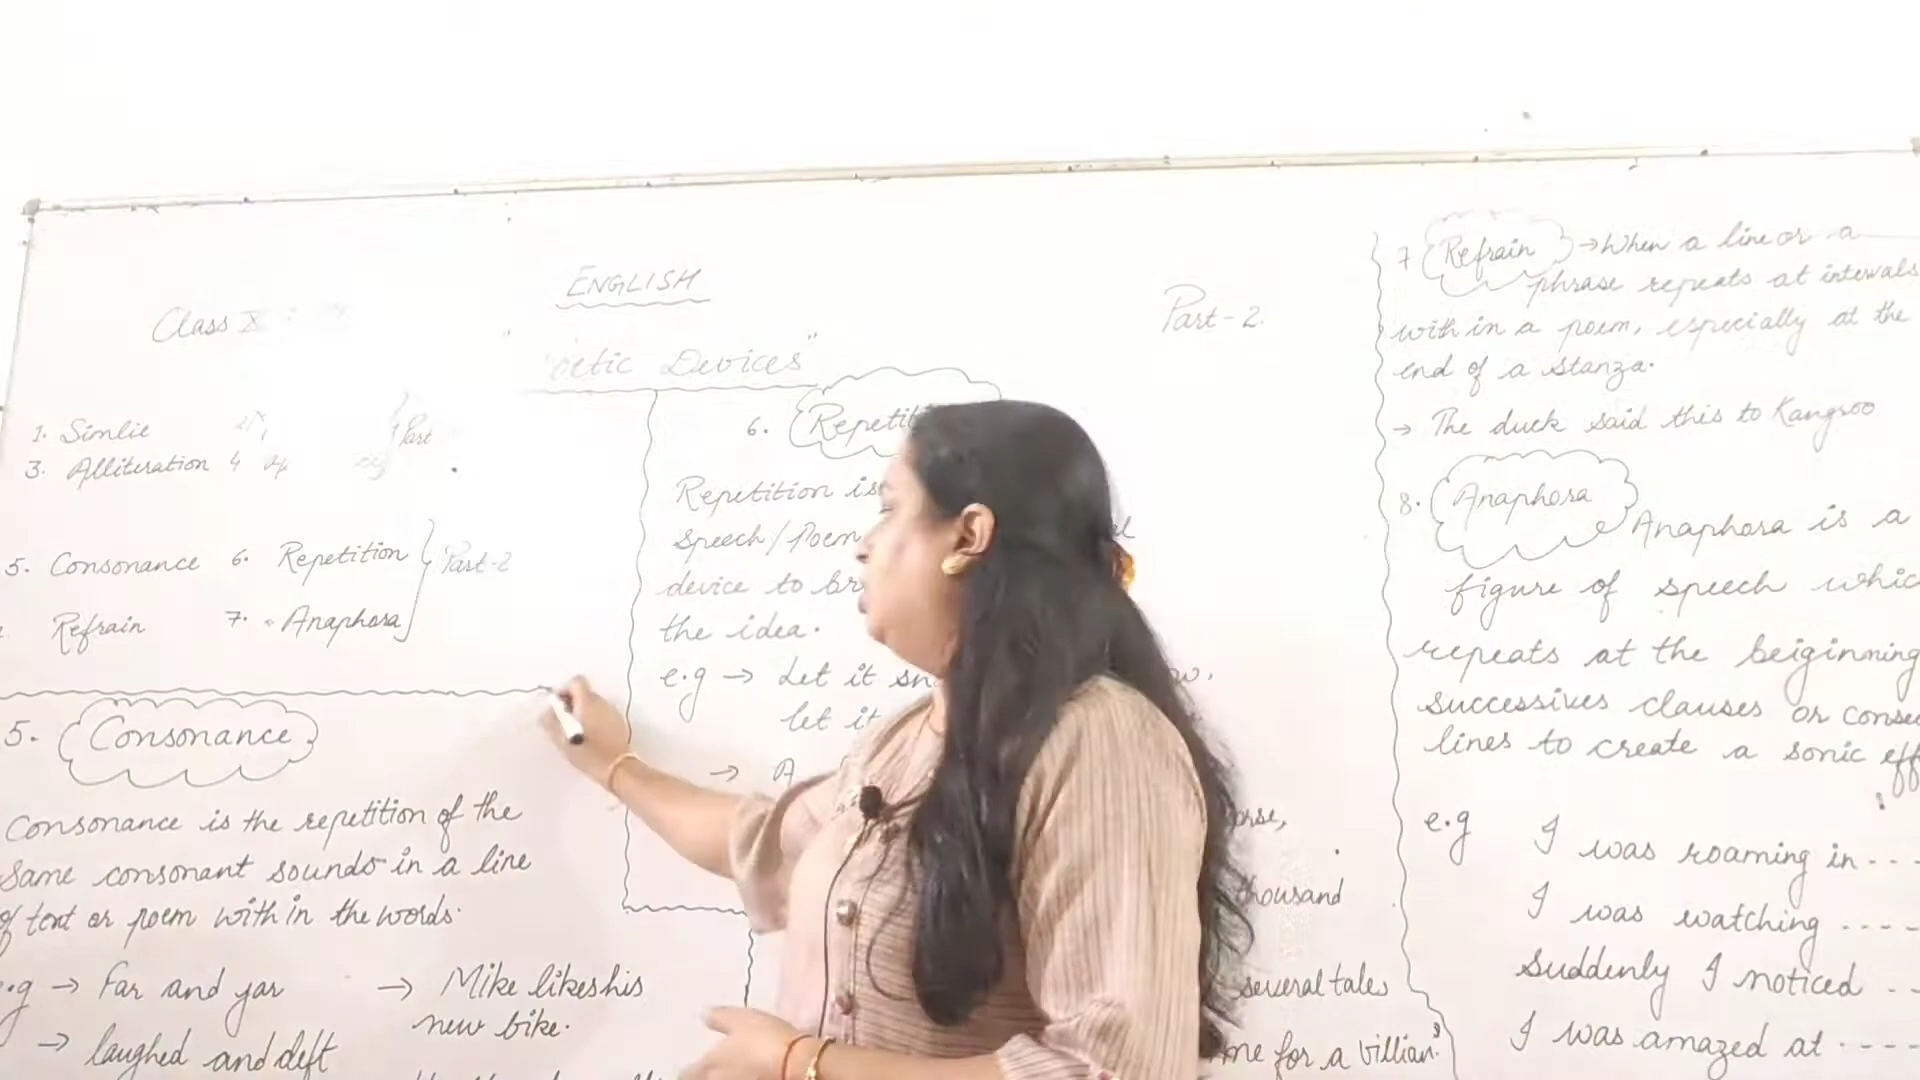 ENGLISH
Class X
Part-2.
oetic Devices"
1. Simlie
3. Alliteration 4
Part
5. Consonance 6. Repetition
Refrain 7. Anaphora
Part-2
5. Consonance
Consonance is the repetition of the
Same consonant sounds in a line
of text or poem with in the words.
.g → Far and yar
→ laughed and deft
→ Mike likes his
new bike.
6. Repetit
Repetition is
speech/Poem
device to br
the idea.
e.g → Let it sn
let it
→ A
thousand
several tales
me for a villian."
7 Refrain → When a line or a
phrase repeats at intervals
with in a poem, especially at the
end of a stanza.
→ The duck said this to Kangroo
8. Anaphora
Anaphora is a
figure of speech whic
repeats at the beiginning
successives clauses or conse
lines to create a sonic eff
e.g I was roaming in - - -
I was watching - - - -
Suddenly I noticed - -
I was amazed at - - - -